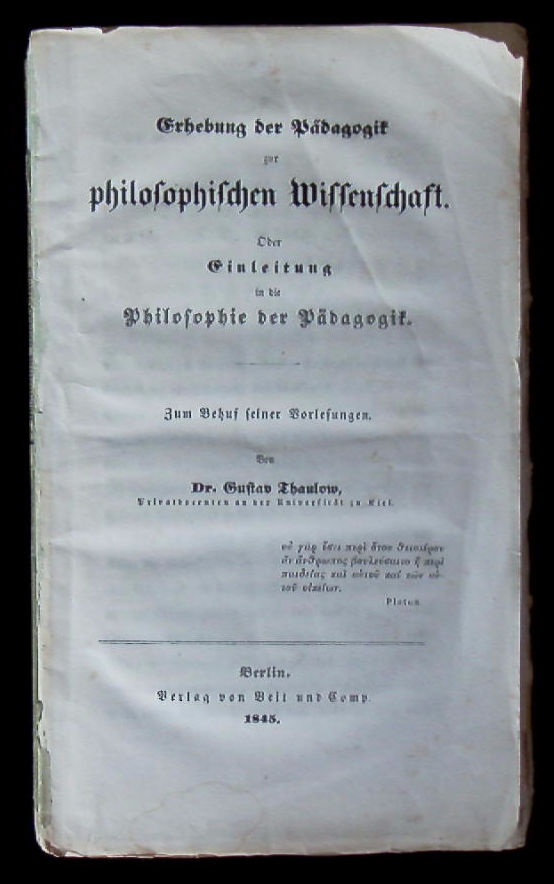 Erhebung der Pädagogik
zur
philosophischen Wissenschaft.
Oder
Einleitung
in die
Philosophie der Pädagogik.
Zum Behuf seiner Vorlesungen.
Von
Dr. Gustav Thaulow,
Privatdocenten an der Universität zu Kiel.
οὐ γὰρ ἔστι περὶ ὅτου θειοτέρου
ἂν ἄνθρωπος βουλεύσαιτο ἢ περὶ
παιδείας καὶ αὑτοῦ καὶ τῶν αὑ-
τοῦ οἰκείων.
Platon
Berlin.
Verlag von Veit und Comp.
1845.